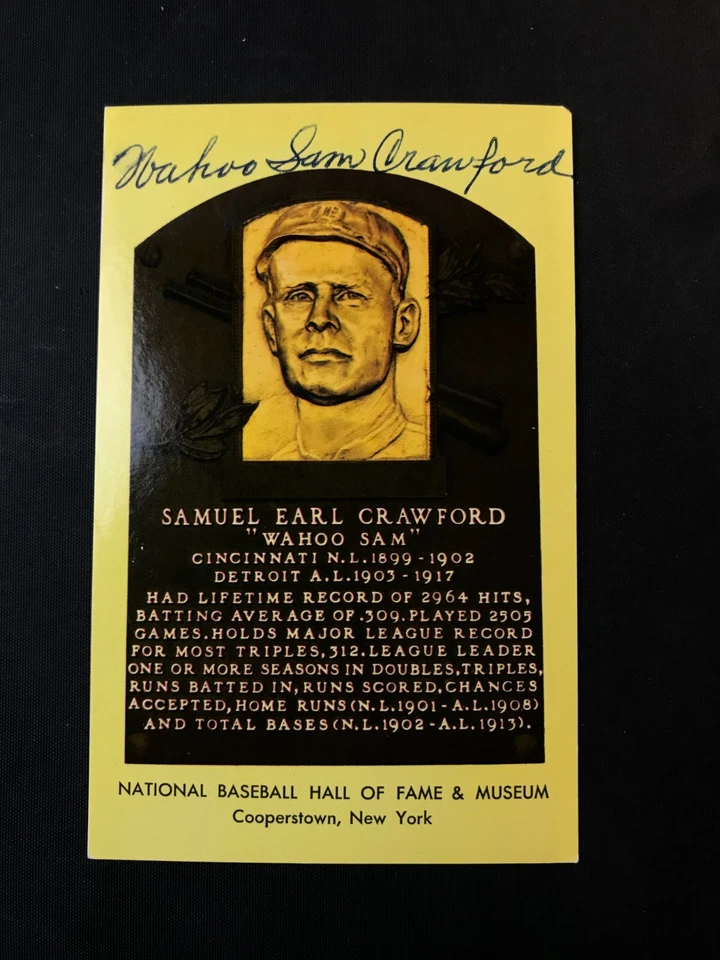 Wahoo Sam Crawford
SAMUEL EARL CRAWFORD
"WAHOO SAM"
CINCINNATI N.L.1899-1902
DETROIT A.L.1903-1917
HAD LIFETIME RECORD OF 2964 HITS,
BATTING AVERAGE OF .309.PLAYED 2505
GAMES.HOLDS MAJOR LEAGUE RECORD
FOR MOST TRIPLES,312.LEAGUE LEADER
ONE OR MORE SEASONS IN DOUBLES,TRIPLES,
RUNS BATTED IN,RUNS SCORED,CHANCES
ACCEPTED,HOME RUNS(N.L.1901-A.L.1908)
AND TOTAL BASES(N.L.1902-A.L.1913).
NATIONAL BASEBALL HALL OF FAME & MUSEUM
Cooperstown, New York